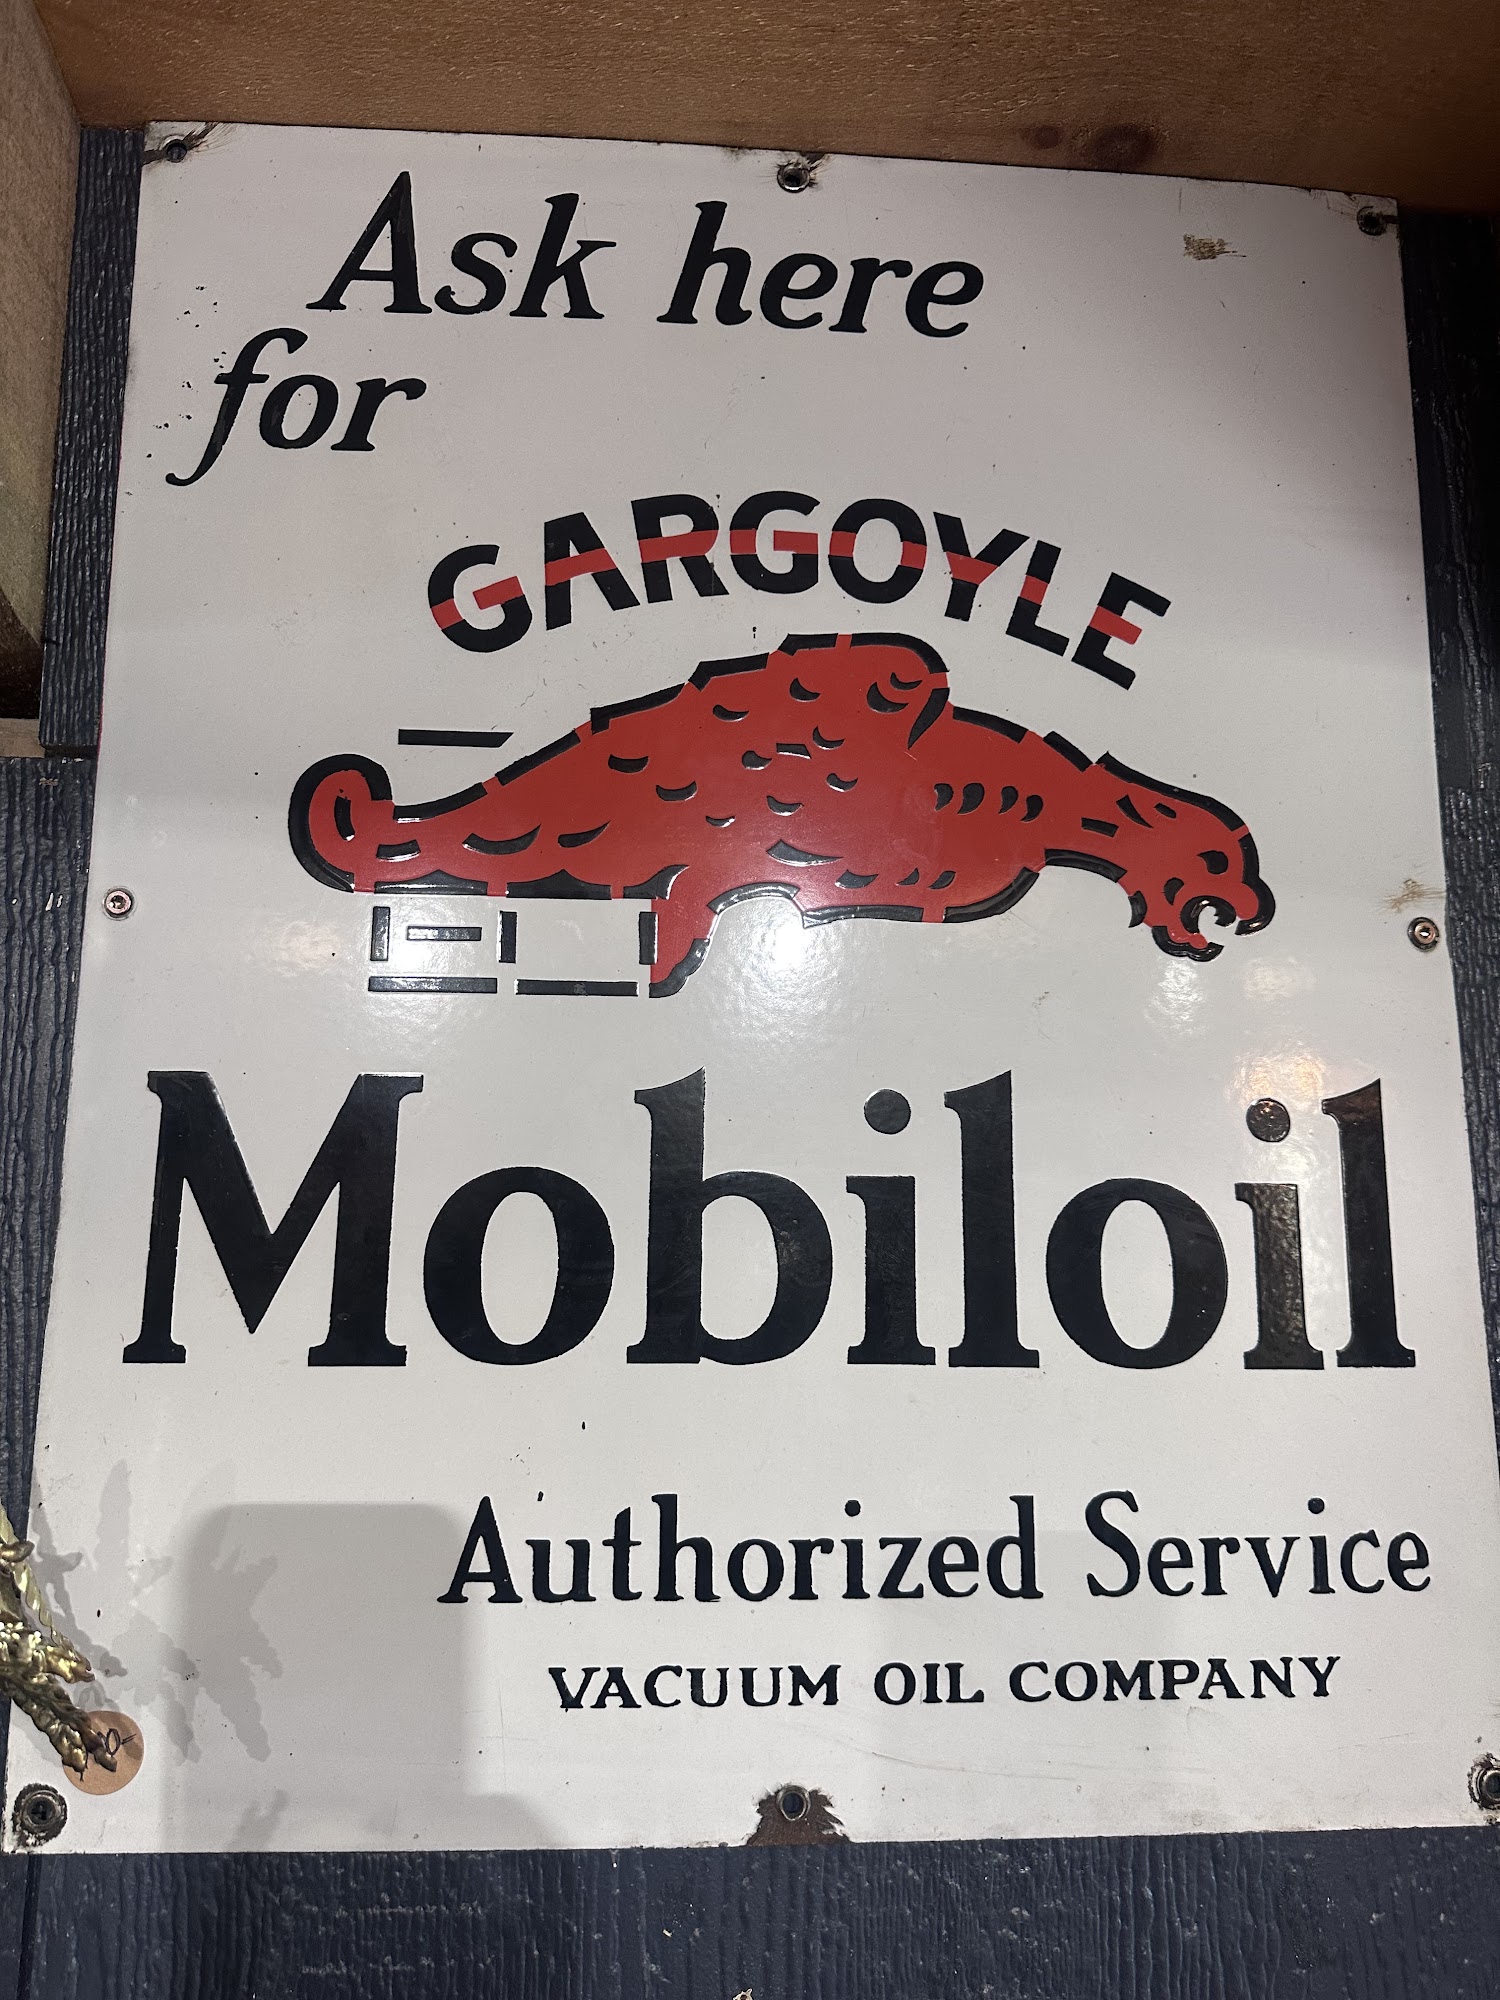 Ask here
for
GARGOYLE
Mobiloil
Authorized Service
VACUUM OIL COMPANY